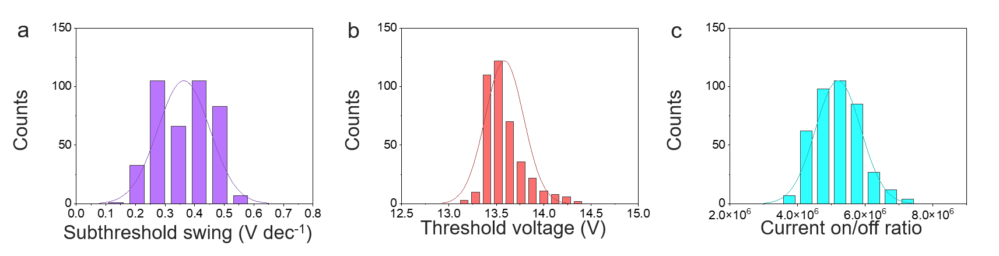 a
150
100
50
0
Counts
0.0 0.1 0.2 0.3 0.4 0.5 0.6 0.7 0.8
Subthreshold swing (V dec⁻¹)
b
150
100
50
0
Counts
12.5 13.0 13.5 14.0 14.5 15.0
Threshold voltage (V)
c
150
100
50
0
Counts
2.0×10⁶ 4.0×10⁶ 6.0×10⁶ 8.0×10⁶
Current on/off ratio